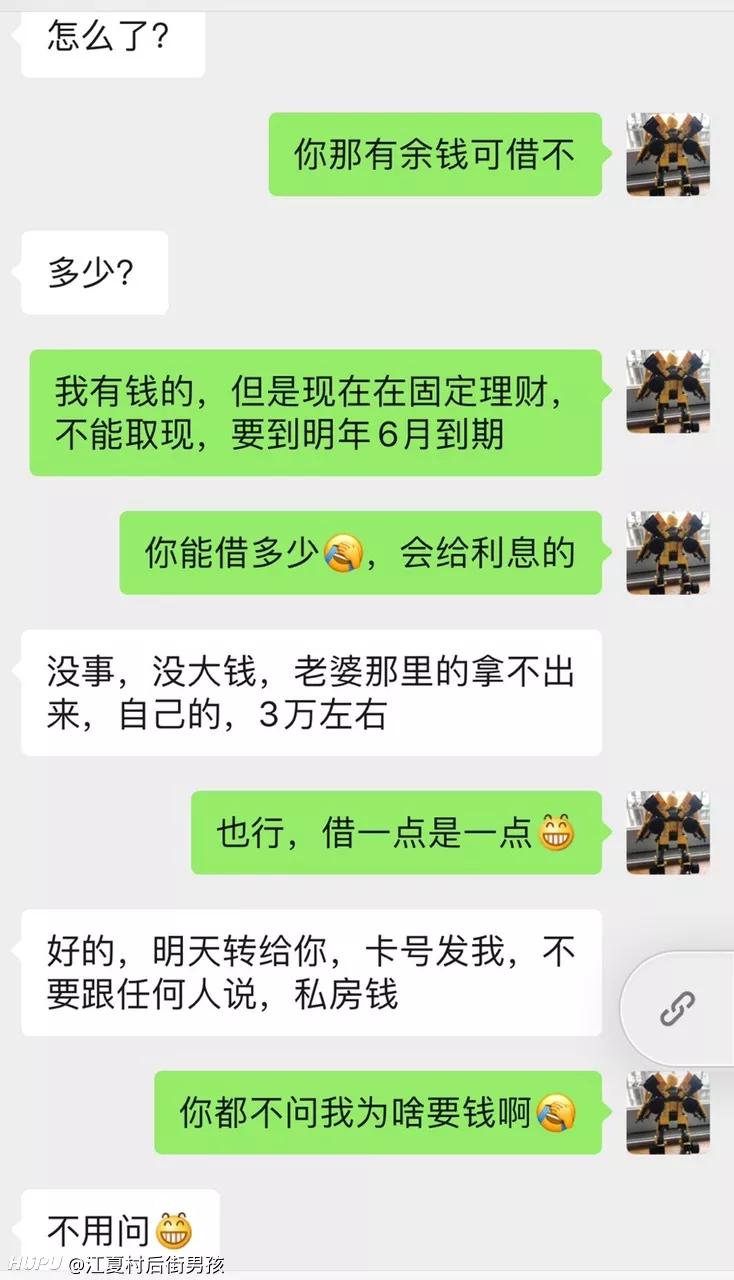 怎么了？
你那有余钱可借不
多少？
我有钱的，但是现在在固定理财，
不能取现，要到明年6月到期
你能借多少🤣，会给利息的
没事，没大钱，老婆那里的拿不出
来，自己的，3万左右
也行，借一点是一点😁
好的，明天转给你，卡号发我，不
要跟任何人说，私房钱
你都不问我为啥要钱啊🤣
不用问😁
HUPU @江夏村后街男孩